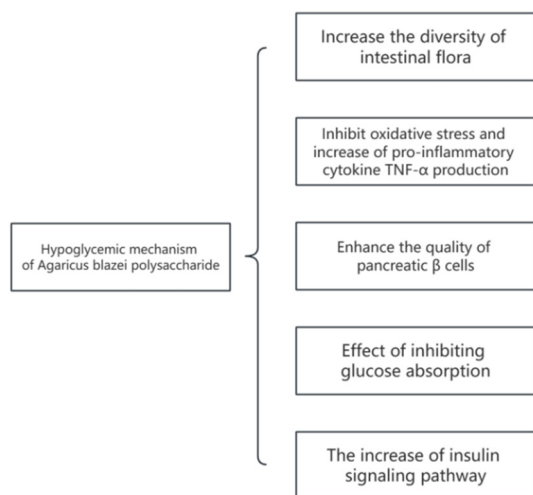 Increase the diversity of
intestinal flora
Inhibit oxidative stress and
increase of pro-inflammatory
cytokine TNF-α production
Hypoglycemic mechanism
of Agaricus blazei polysaccharide
Enhance the quality of
pancreatic β cells
Effect of inhibiting
glucose absorption
The increase of insulin
signaling pathway